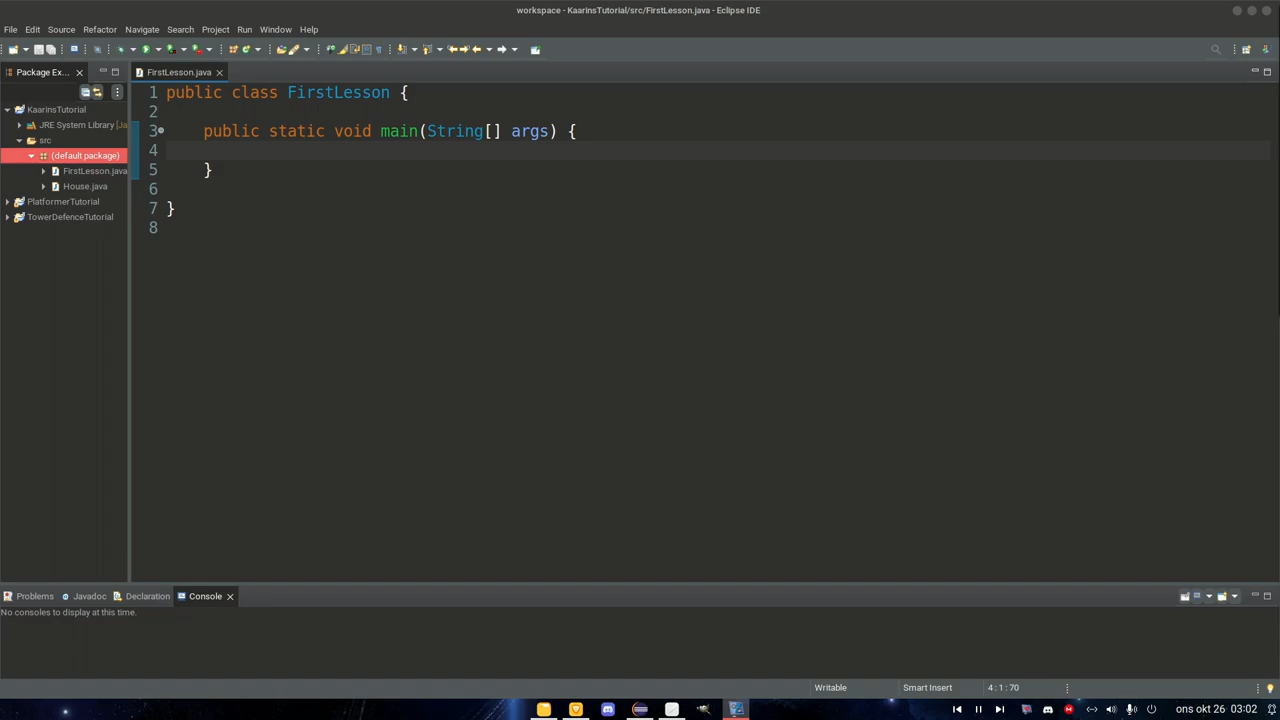 workspace - KaarinsTutorial/src/FirstLesson.java - Eclipse IDE
File Edit Source Refactor Navigate Search Project Run Window Help
Package Ex...
FirstLesson.java
KaarinsTutorial
JRE System Library [Ja
src
(default package)
FirstLesson.java
House.java
PlatformerTutorial
TowerDefenceTutorial
1 public class FirstLesson {
2
3 public static void main(String[] args) {
4
5 }
6
7 }
8
Problems Javadoc Declaration Console
No consoles to display at this time.
Writable Smart Insert 4 : 1 : 70
ons okt 26 03:02